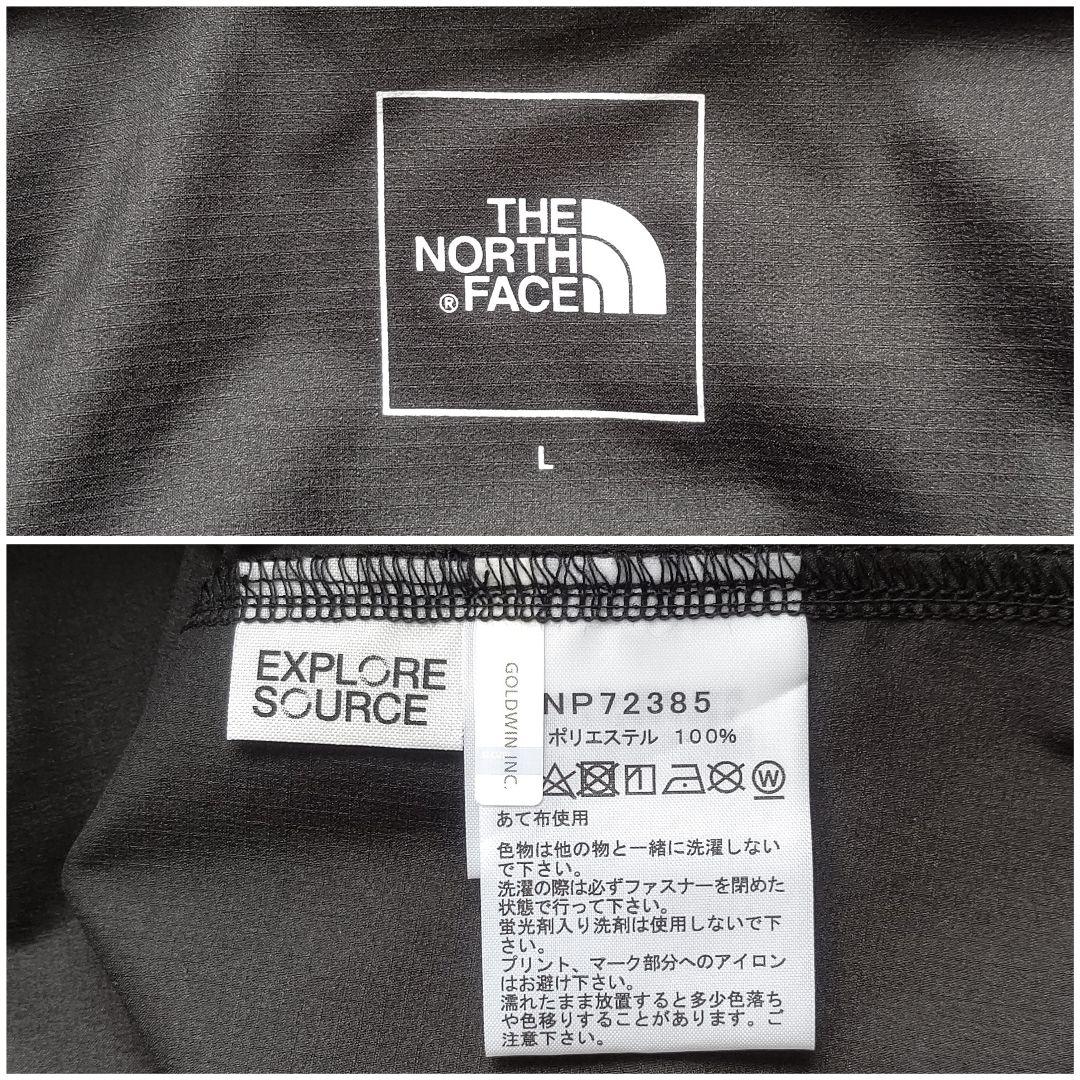 THE
NORTH
® FACE
L
EXPLORE
SOURCE
GOLDWIN INC.
NP72385
ポリエステル 100%
W
あて布使用
色物は他の物と一緒に洗濯しない
で下さい。
洗濯の際は必ずファスナーを閉めた
状態で行って下さい。
蛍光剤入り洗剤は使用しないで下
さい。
プリント、マーク部分へのアイロン
はお避け下さい。
濡れたまま放置すると多少色落ち
や色移りすることがあります。ご
注意下さい。